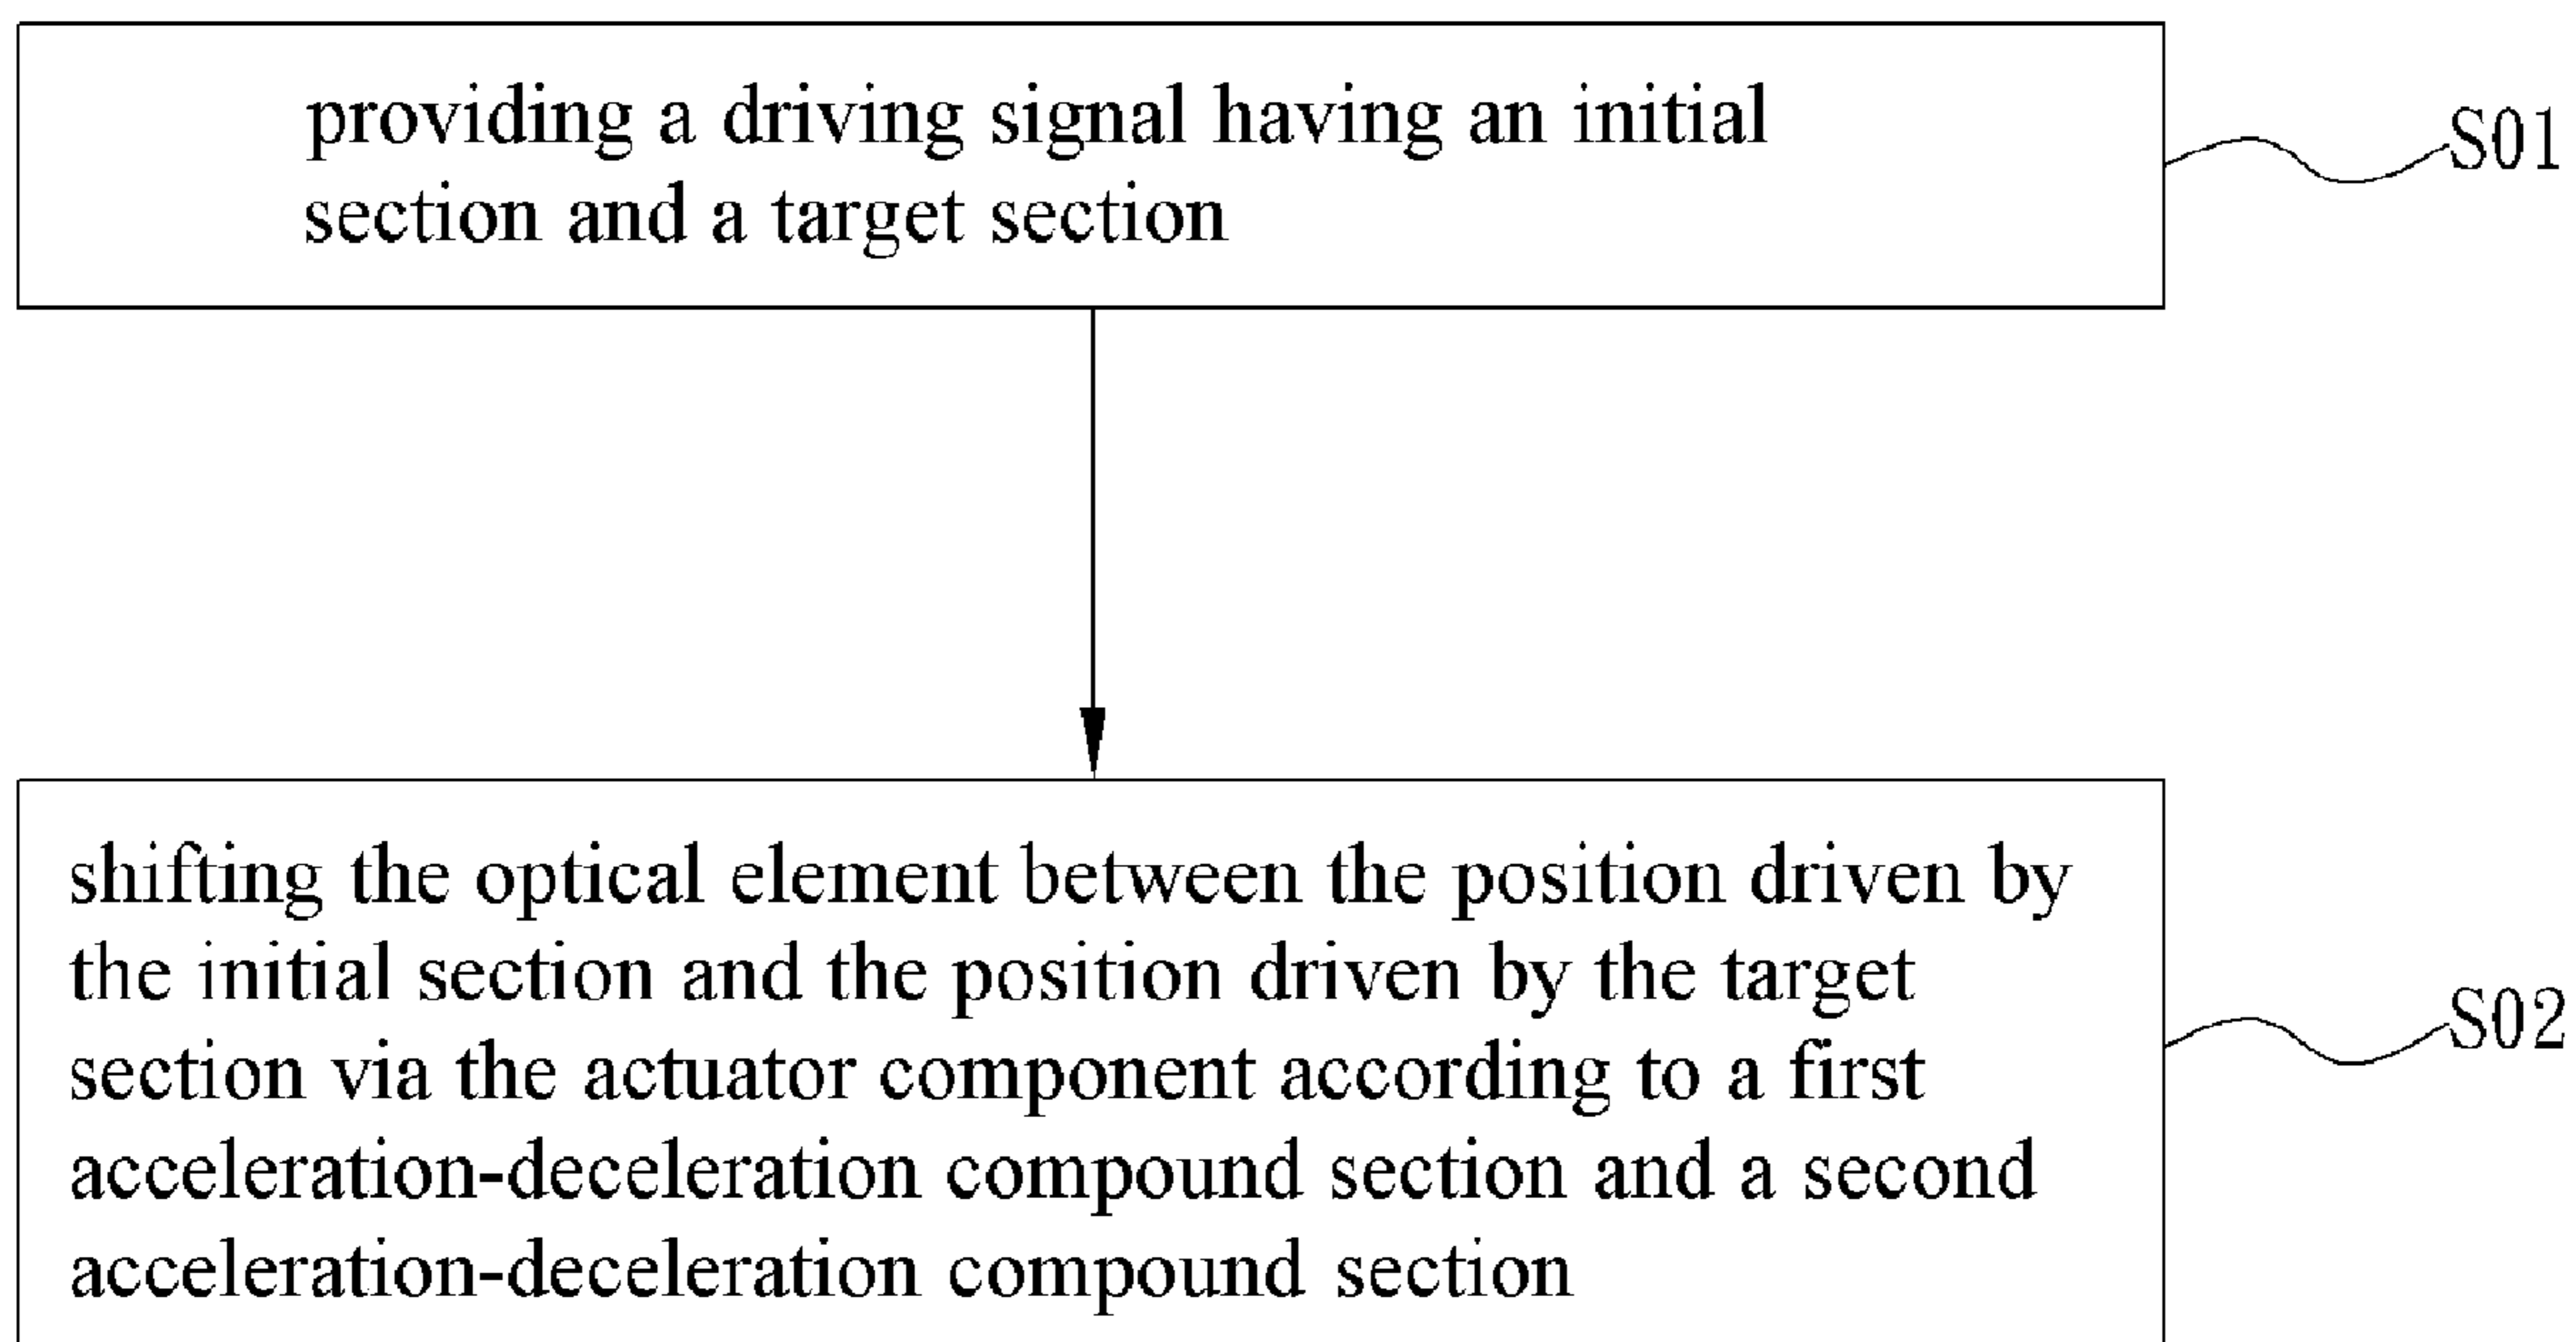 providing a driving signal having an initial
section and a target section
S01
shifting the optical element between the position driven by
the initial section and the position driven by the target
section via the actuator component according to a first
acceleration-deceleration compound section and a second
acceleration-deceleration compound section
S02